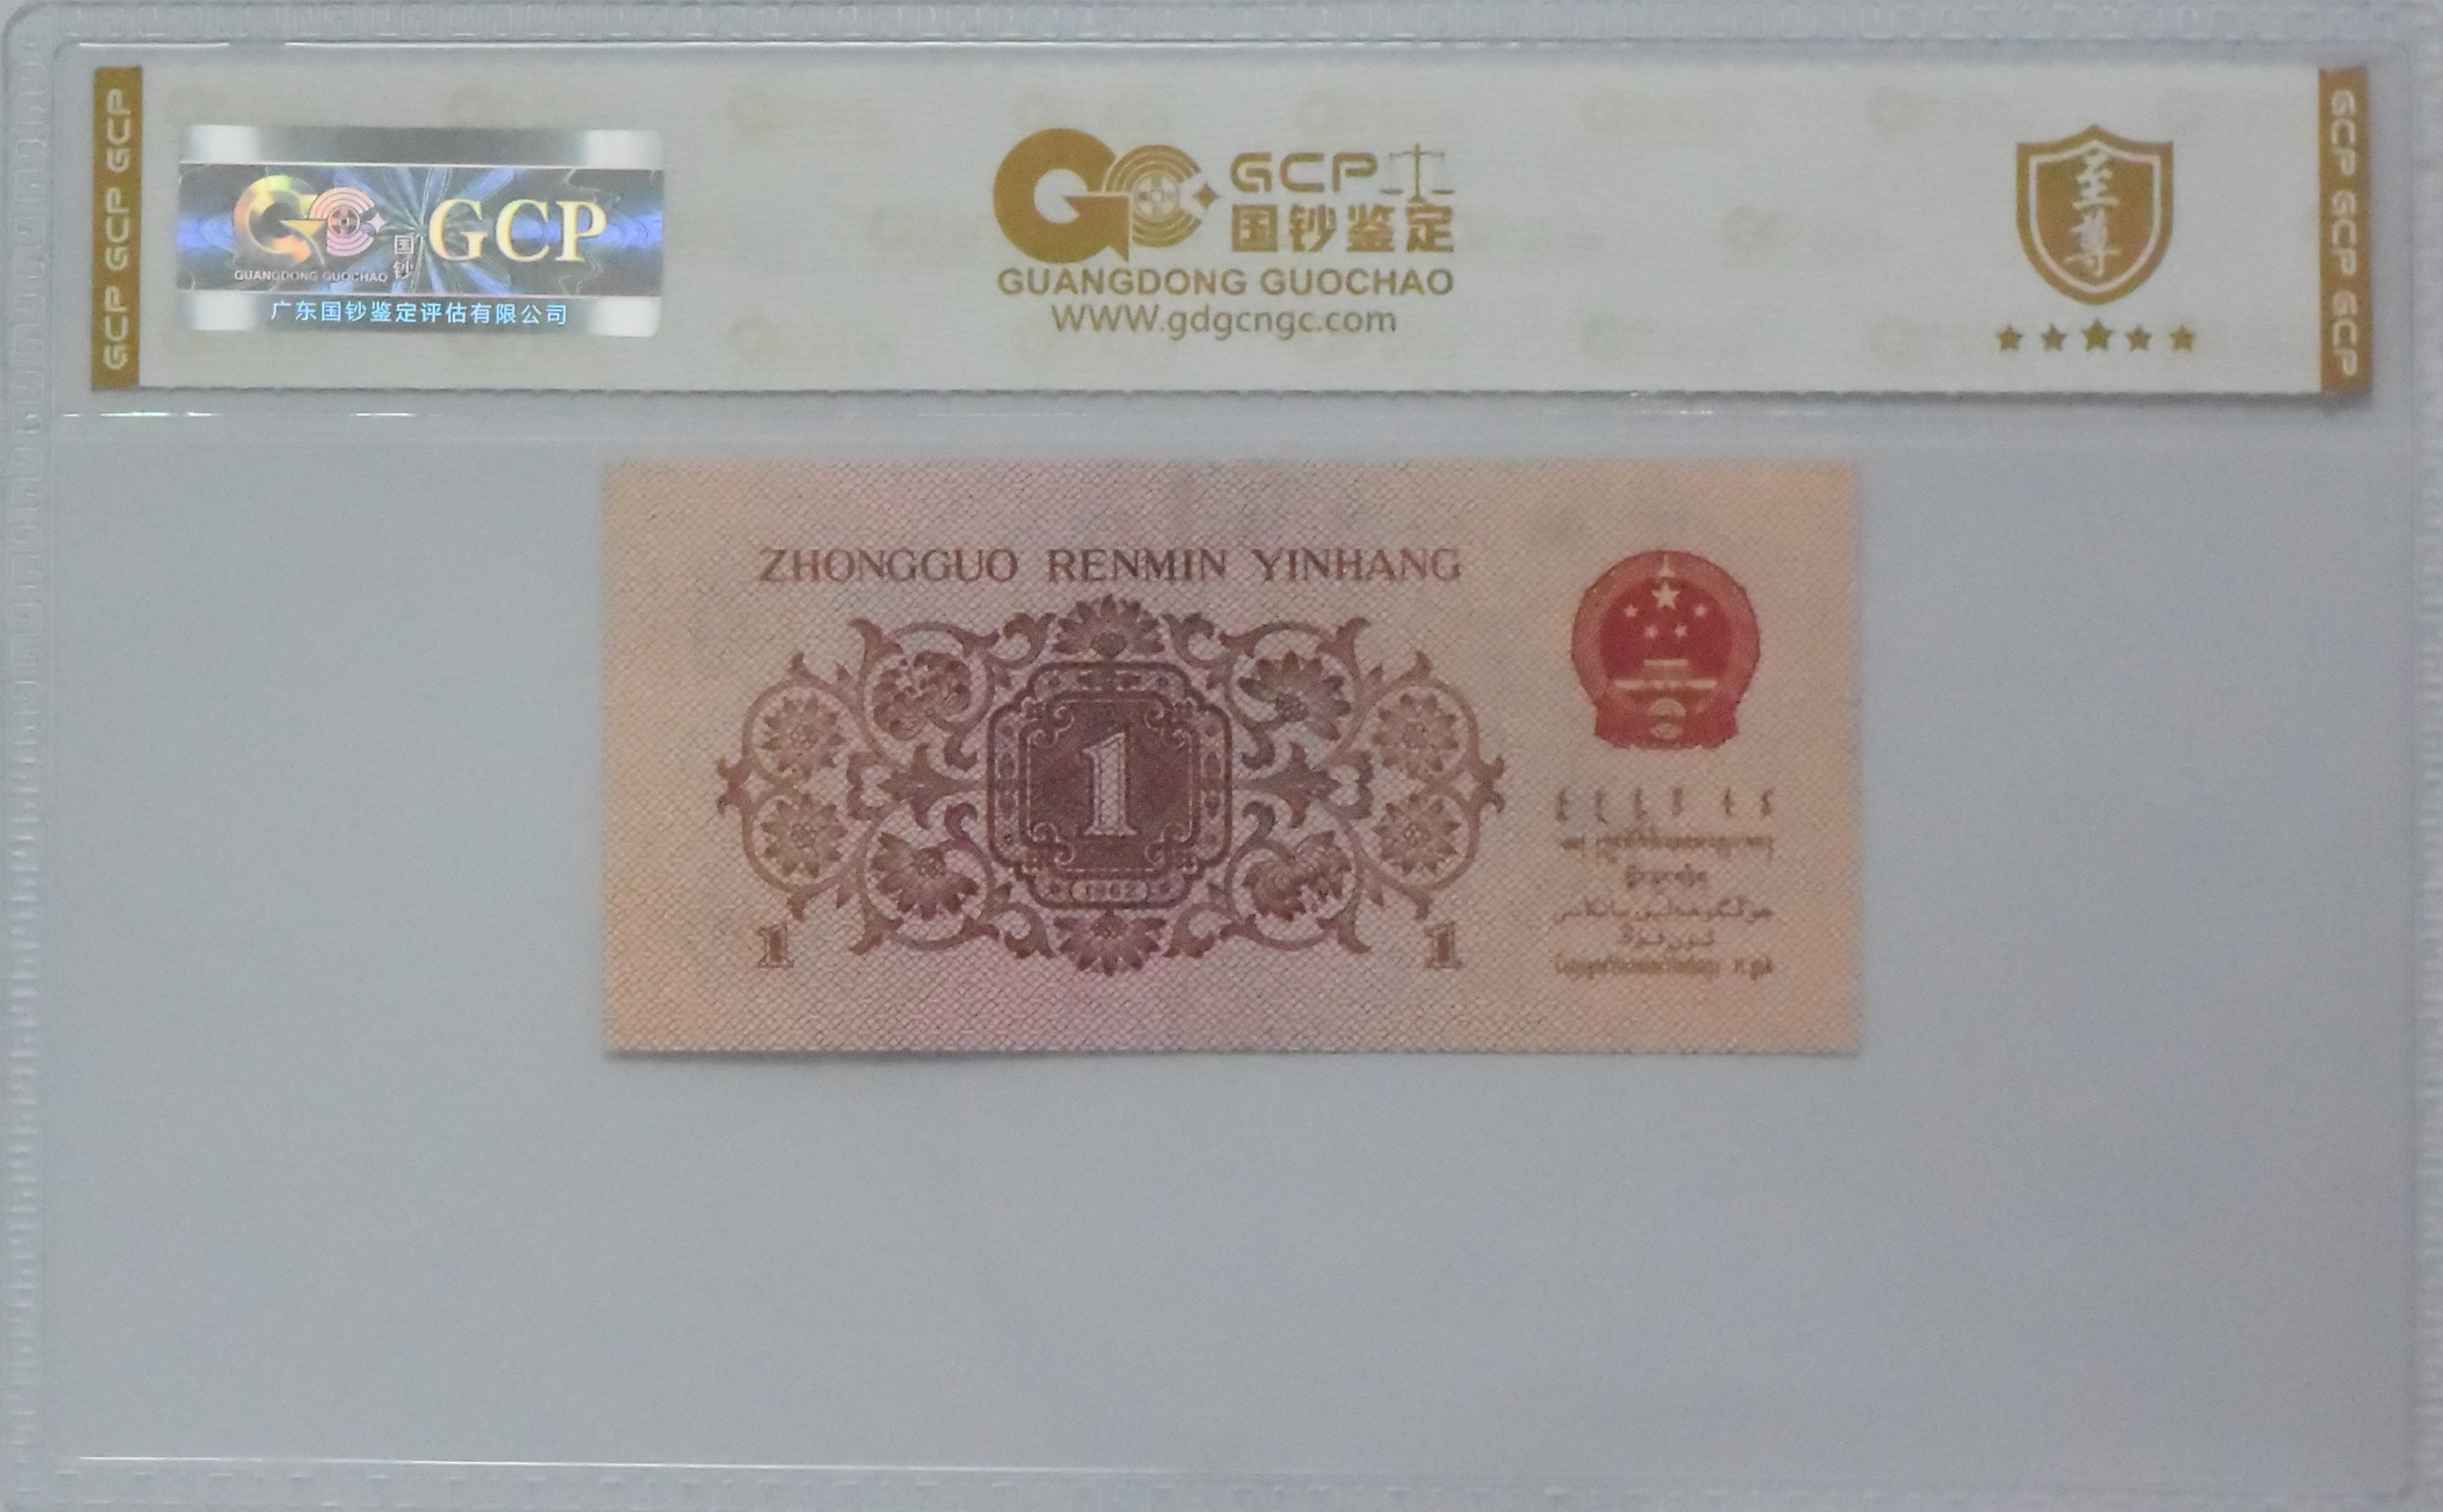 GCP GCP GCP
GUANGDONG GUOCHAO
国钞
GCP
广东国钞鉴定评估有限公司
GCP
国钞鉴定
GUANGDONG GUOCHAO
WWW.gdgcngc.com
至尊
GCP GCP GCP
ZHONGGUO RENMIN YINHANG
1
1962
1
1